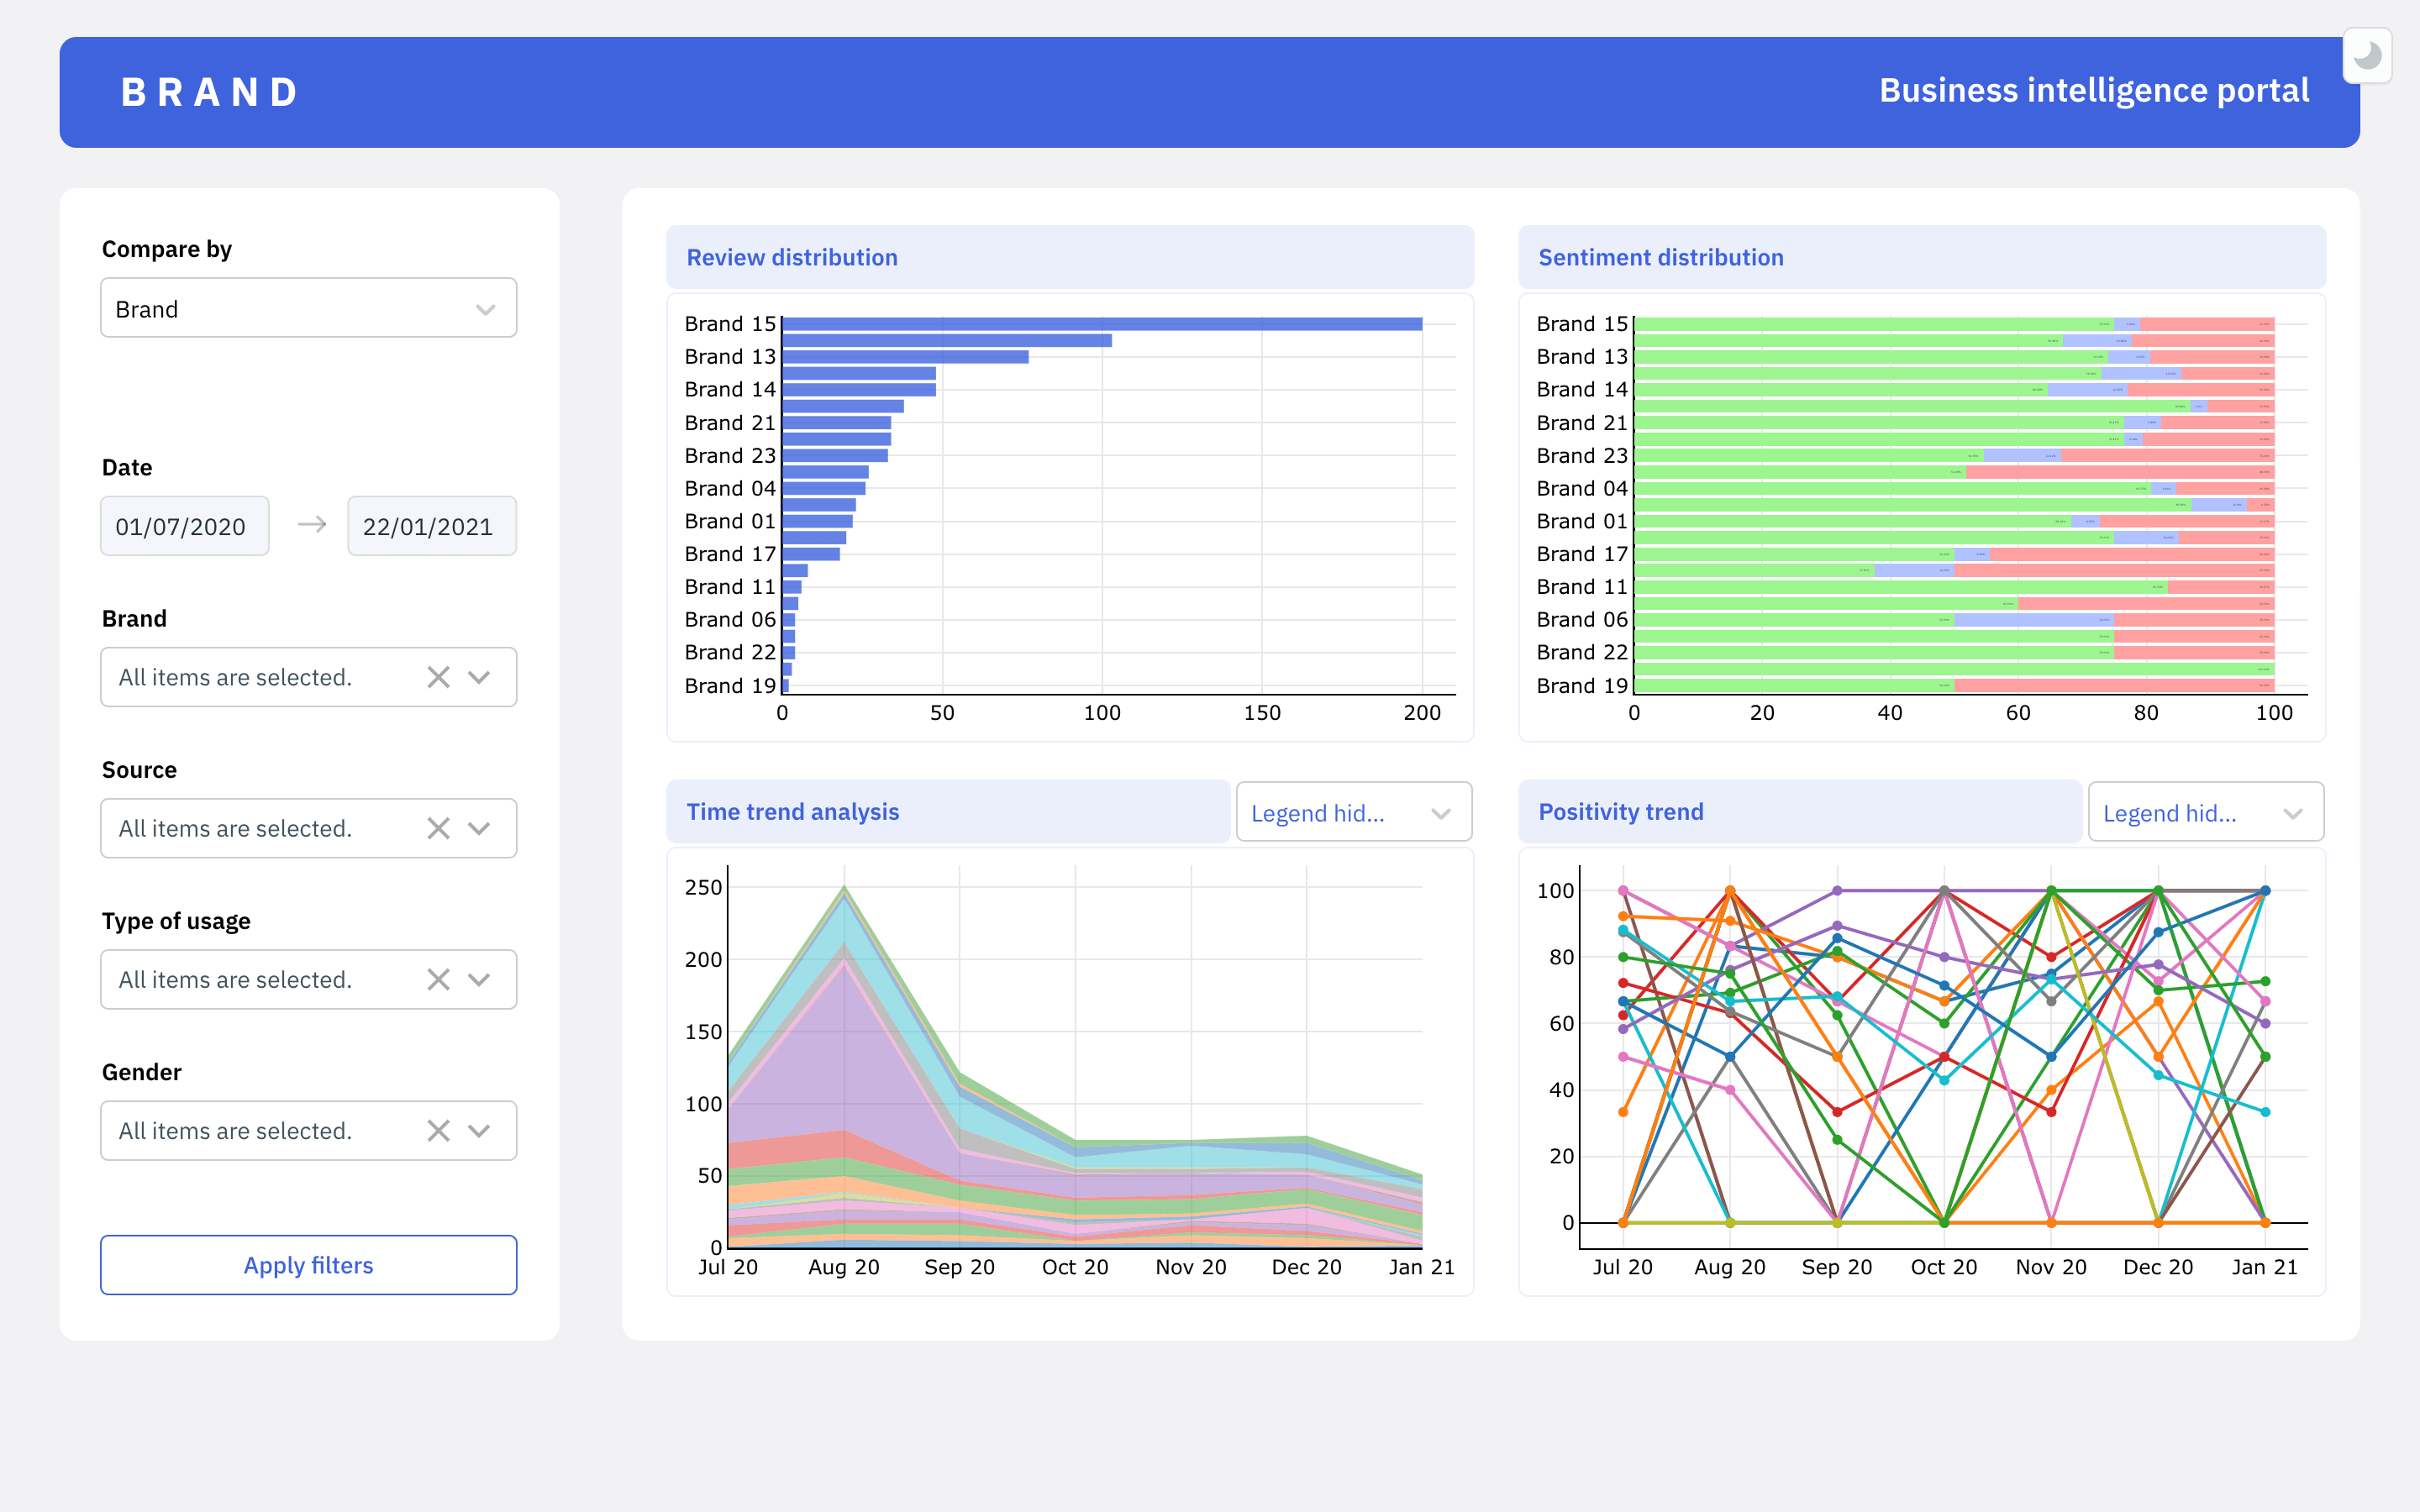 BRAND
Business intelligence portal
Compare by
Brand
Date
01/07/2020 → 22/01/2021
Brand
All items are selected.
Source
All items are selected.
Type of usage
All items are selected.
Gender
All items are selected.
Apply filters
Review distribution
Brand 15
Brand 13
Brand 14
Brand 21
Brand 23
Brand 04
Brand 01
Brand 17
Brand 11
Brand 06
Brand 22
Brand 19
0 50 100 150 200
Sentiment distribution
Brand 15
Brand 13
Brand 14
Brand 21
Brand 23
Brand 04
Brand 01
Brand 17
Brand 11
Brand 06
Brand 22
Brand 19
0 20 40 60 80 100
Time trend analysis
Legend hid...
250
200
150
100
50
0
Jul 20 Aug 20 Sep 20 Oct 20 Nov 20 Dec 20 Jan 21
Positivity trend
Legend hid...
100
80
60
40
20
0
Jul 20 Aug 20 Sep 20 Oct 20 Nov 20 Dec 20 Jan 21